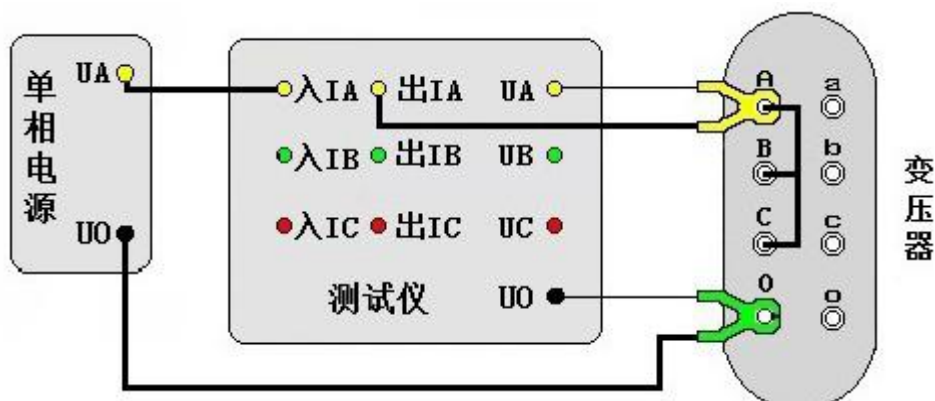 单相电源
UA
UO
入IA 出IA UA
入IB 出IB UB
入IC 出IC UC
测试仪 UO
A a
B b
C c
O o
变压器